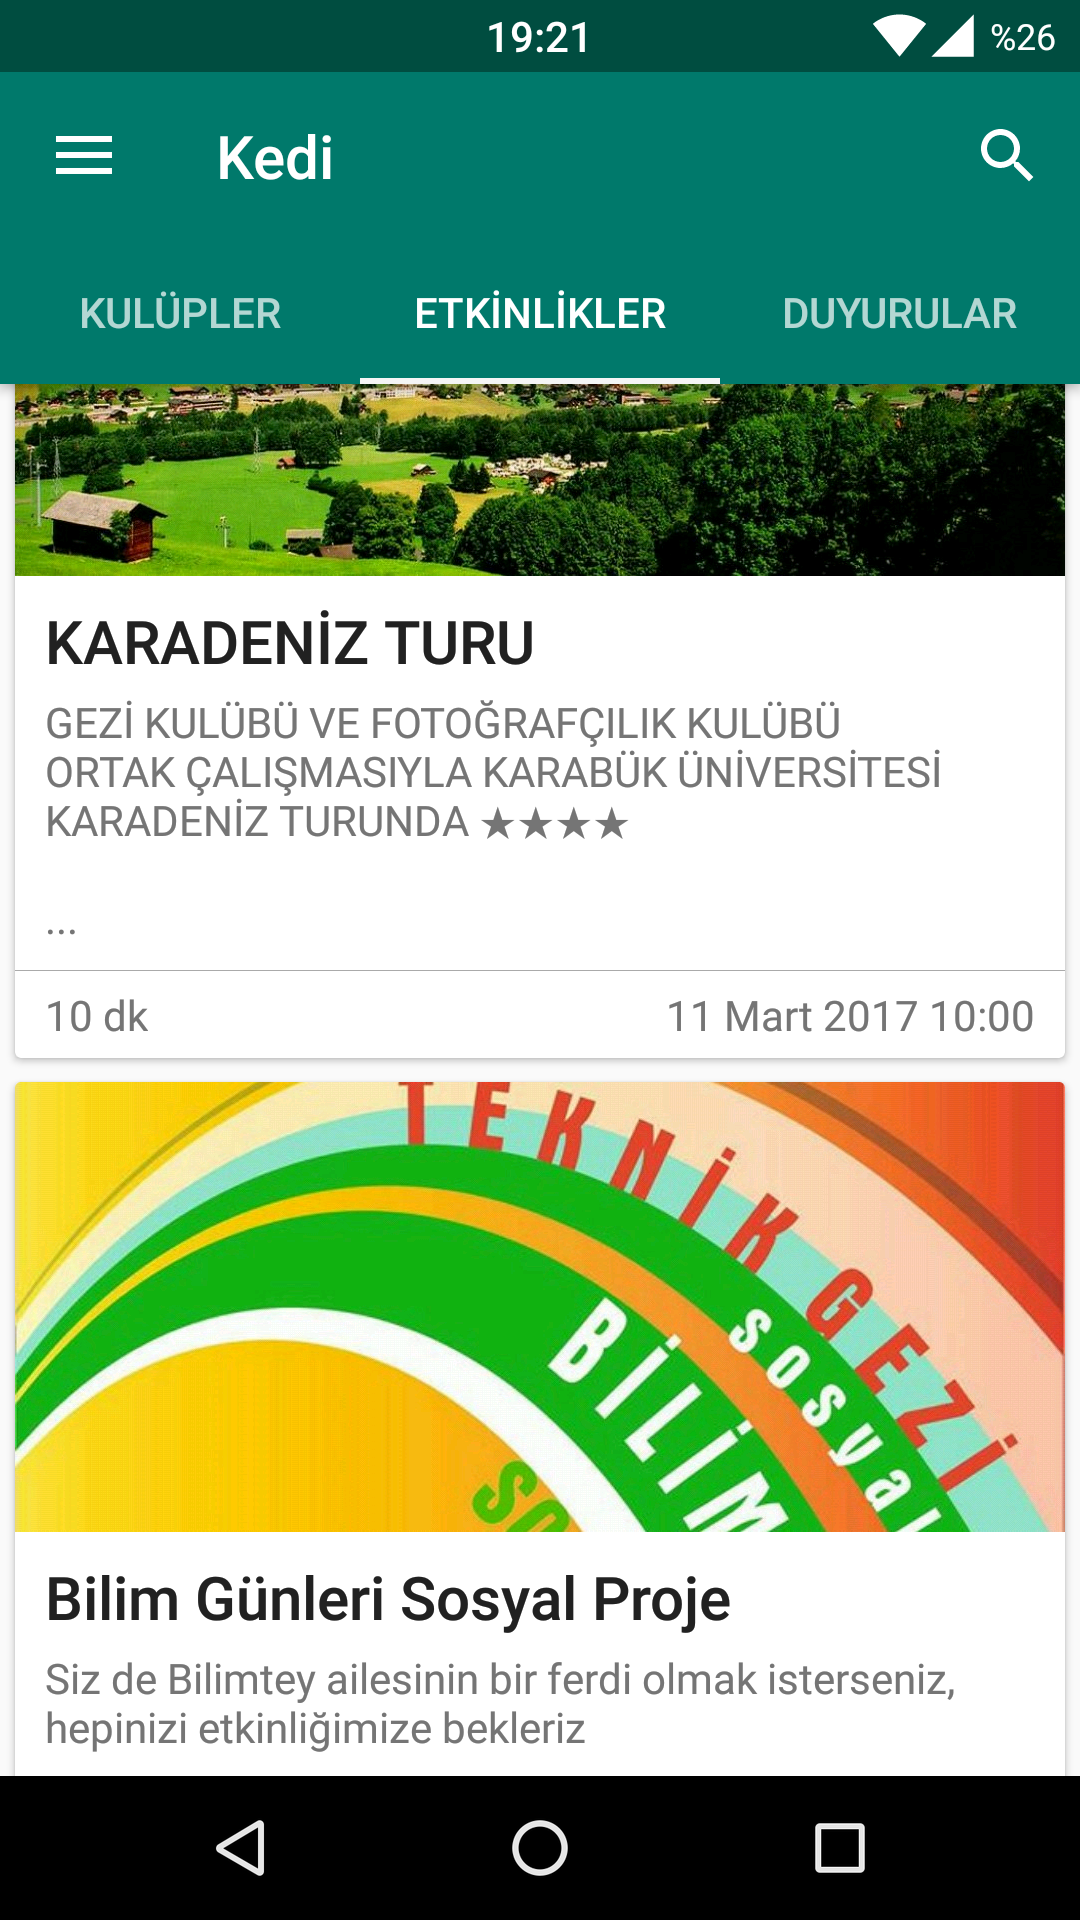 19:21
%26
Kedi
KULÜPLER
ETKİNLİKLER
DUYURULAR
KARADENİZ TURU
GEZİ KULÜBÜ VE FOTOĞRAFÇILIK KULÜBÜ
ORTAK ÇALIŞMASIYLA KARABÜK ÜNİVERSİTESİ
KARADENİZ TURUNDA ★★★★
...
10 dk
11 Mart 2017 10:00
TEKNİK GEZİ
sosyal
BİLİM
so
Bilim Günleri Sosyal Proje
Siz de Bilimtey ailesinin bir ferdi olmak isterseniz,
hepinizi etkinliğimize bekleriz